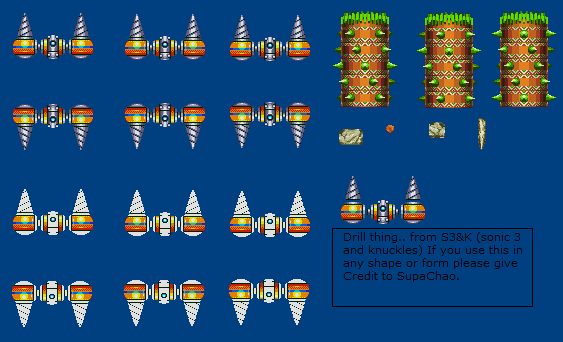 Drill thing.. from S3&K (sonic 3
and knuckles) If you use this in
any shape or form please give
Credit to SupaChao.